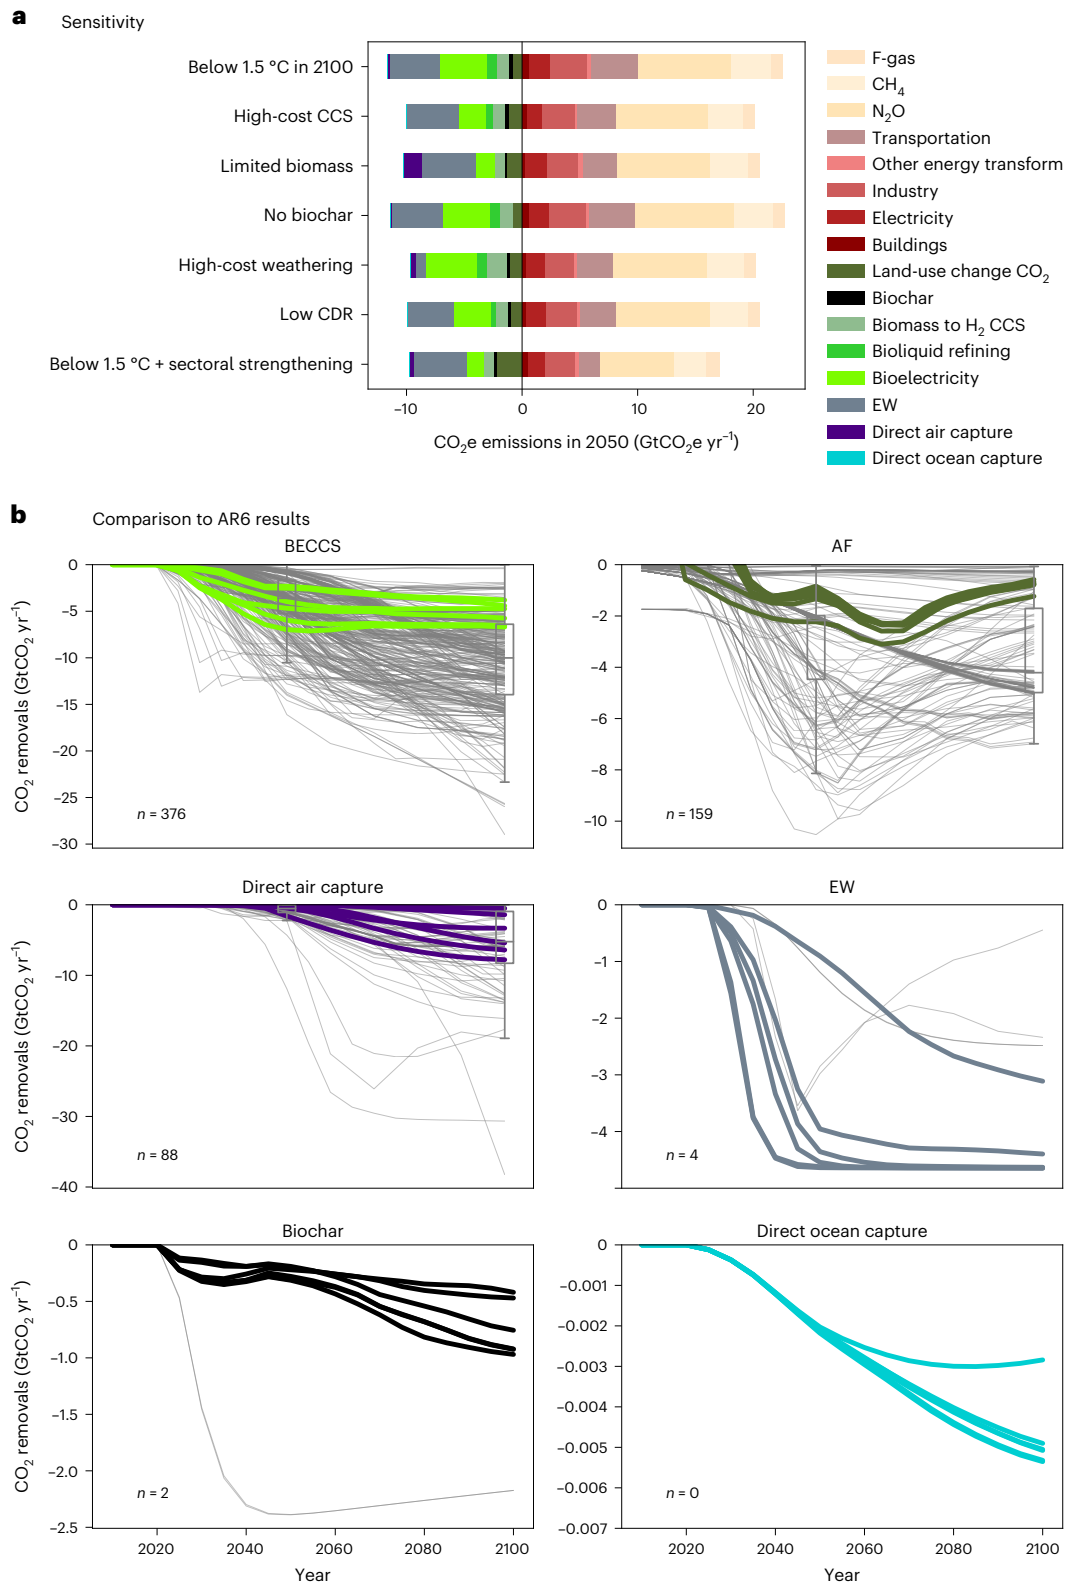 a
Sensitivity
Below 1.5 °C in 2100
High-cost CCS
Limited biomass
No biochar
High-cost weathering
Low CDR
Below 1.5 °C + sectoral strengthening
–10
0
10
20
CO2e emissions in 2050 (GtCO2e yr−1)
F-gas
CH4
N2O
Transportation
Other energy transform
Industry
Electricity
Buildings
Land-use change CO2
Biochar
Biomass to H2 CCS
Bioliquid refining
Bioelectricity
EW
Direct air capture
Direct ocean capture
b
Comparison to AR6 results
BECCS
0
–5
–10
–15
–20
–25
–30
CO2 removals (GtCO2 yr−1)
n = 376
AF
0
–2
–4
–6
–8
–10
n = 159
Direct air capture
0
–10
–20
–30
–40
CO2 removals (GtCO2 yr−1)
n = 88
EW
0
–1
–2
–3
–4
n = 4
Biochar
0
–0.5
–1.0
–1.5
–2.0
–2.5
CO2 removals (GtCO2 yr−1)
n = 2
2020
2040
2060
2080
2100
Year
Direct ocean capture
0
–0.001
–0.002
–0.003
–0.004
–0.005
–0.006
–0.007
n = 0
2020
2040
2060
2080
2100
Year